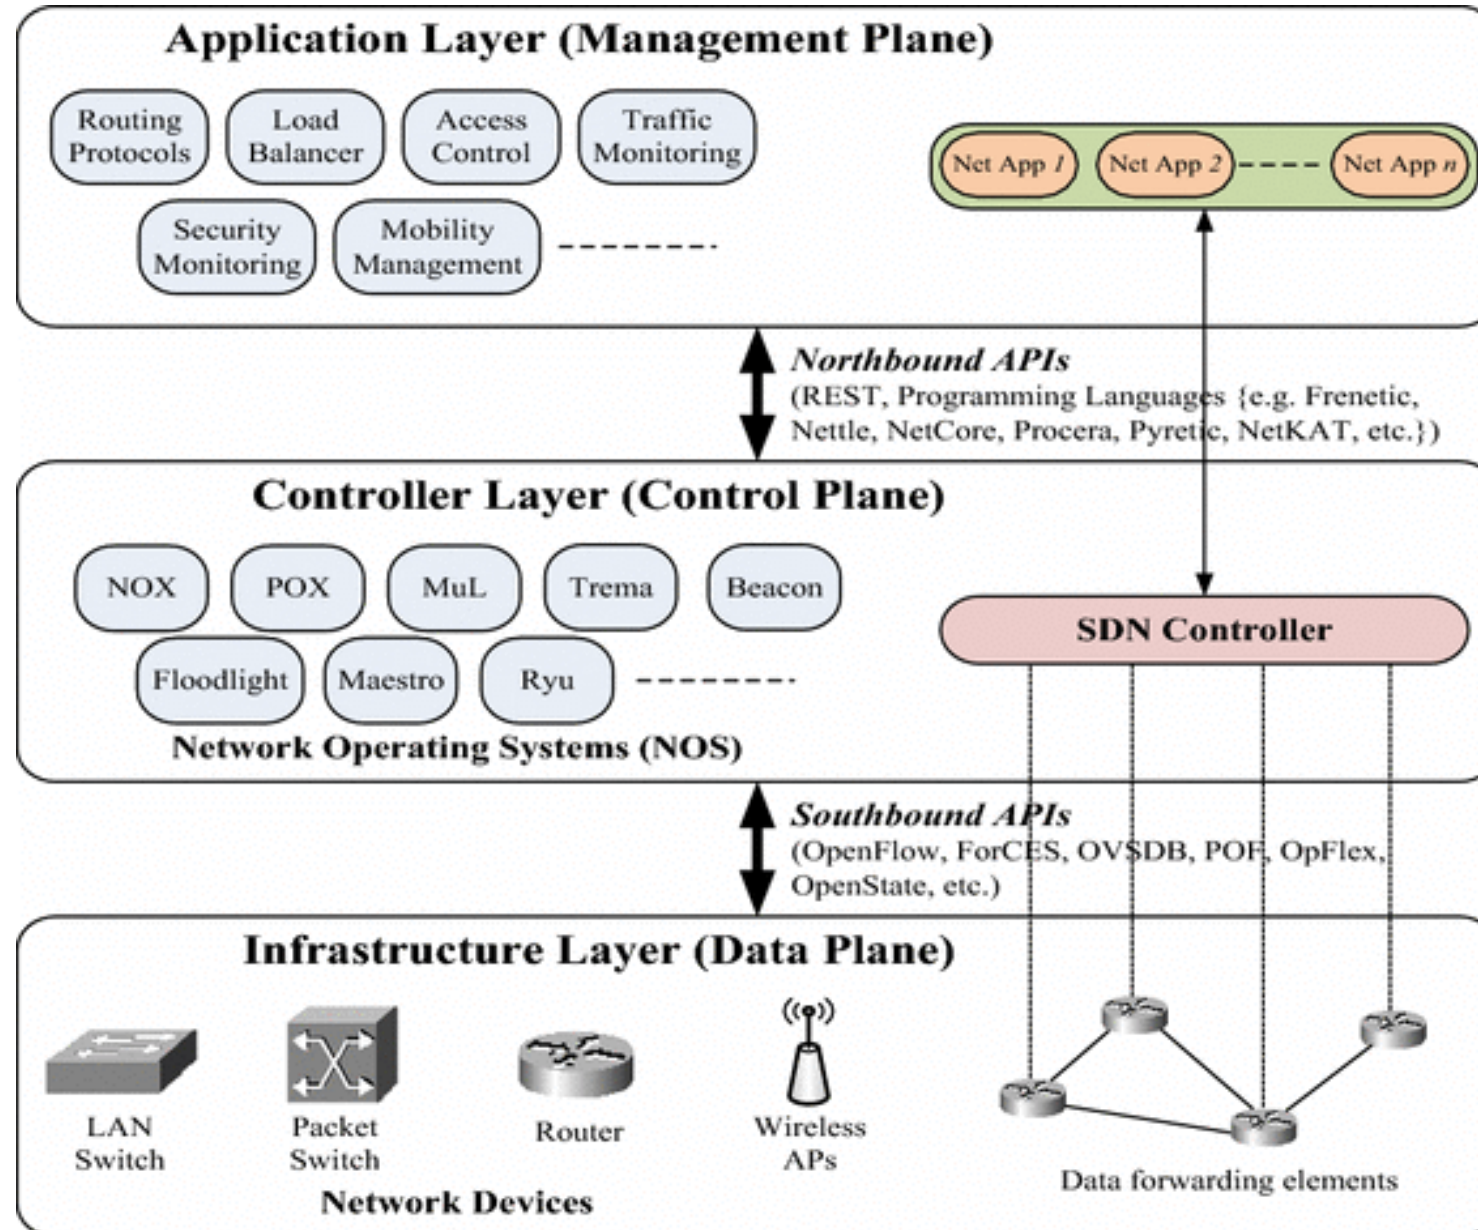 Application Layer (Management Plane)
Routing
Protocols
Load
Balancer
Access
Control
Traffic
Monitoring
Security
Monitoring
Mobility
Management
Net App 1
Net App 2
Net App n
Northbound APIs
(REST, Programming Languages {e.g. Frenetic,
Nettle, NetCore, Procera, Pyretic, NetKAT, etc.})
Controller Layer (Control Plane)
NOX
POX
MuL
Trema
Beacon
Floodlight
Maestro
Ryu
Network Operating Systems (NOS)
SDN Controller
Southbound APIs
(OpenFlow, ForCES, OVSDB, POF, OpFlex,
OpenState, etc.)
Infrastructure Layer (Data Plane)
LAN
Switch
Packet
Switch
Router
Wireless
APs
Network Devices
Data forwarding elements